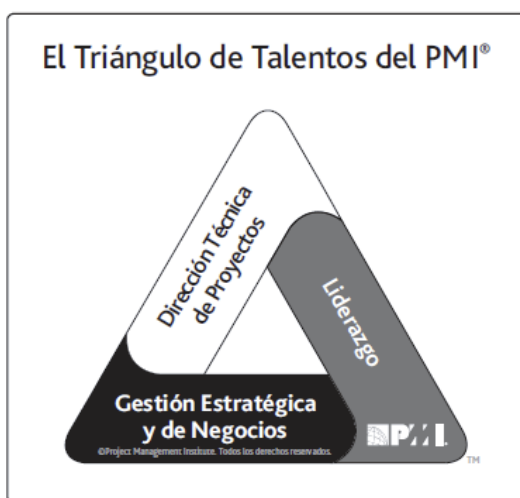 El Triángulo de Talentos del PMI®
Dirección Técnica
de Proyectos
Liderazgo
Gestión Estratégica
y de Negocios
©Project Management Institute. Todos los derechos reservados.
PMI.
TM